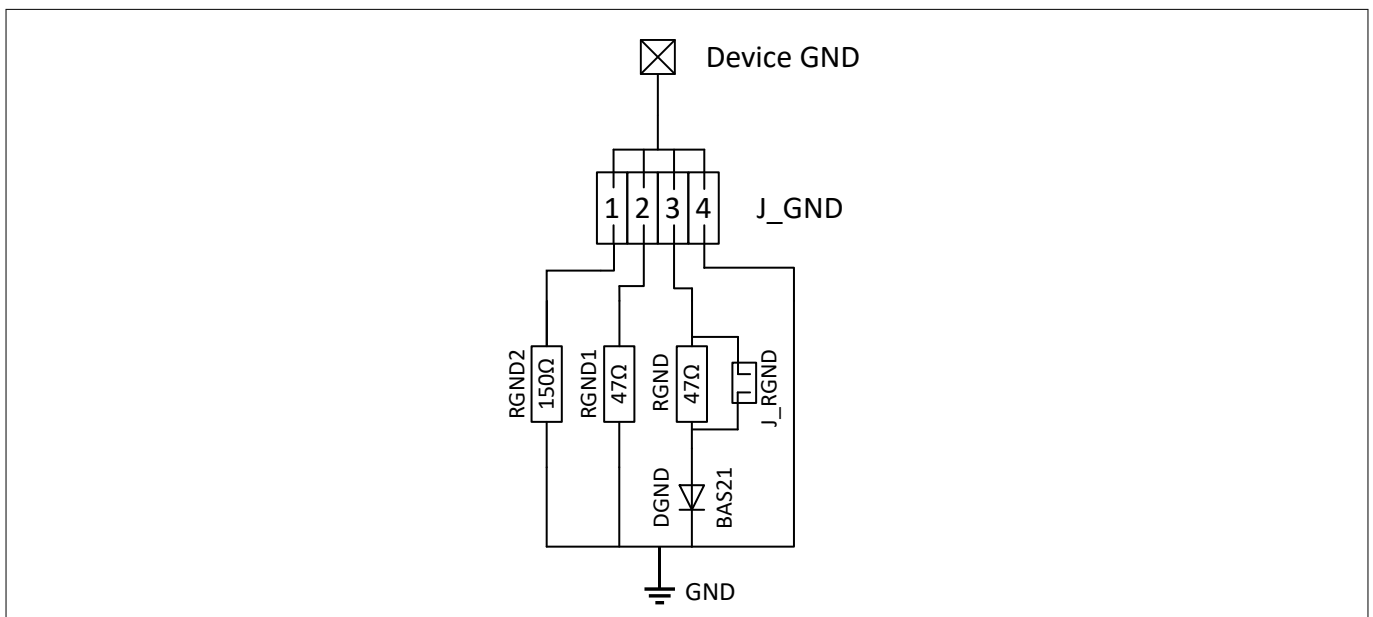 Device GND
1 2 3 4
J_GND
RGND2
150Ω
RGND1
47Ω
RGND
47Ω
J_RGND
DGND
BAS21
GND